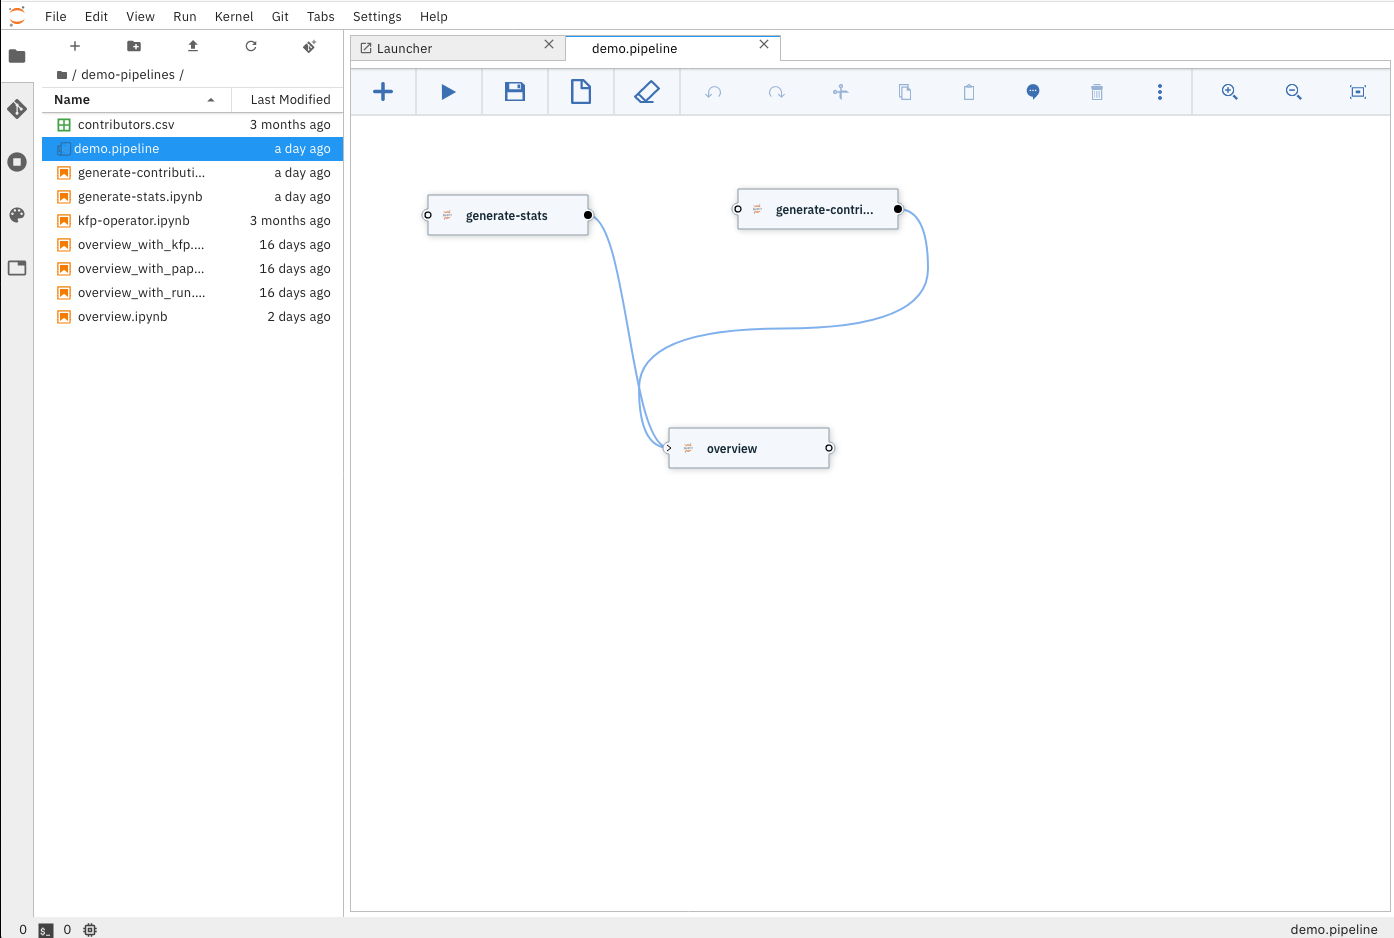 File Edit View Run Kernel Git Tabs Settings Help
/ demo-pipelines /
Name Last Modified
contributors.csv 3 months ago
demo.pipeline a day ago
generate-contributi... a day ago
generate-stats.ipynb a day ago
kfp-operator.ipynb 3 months ago
overview_with_kfp.... 16 days ago
overview_with_pap... 16 days ago
overview_with_run.... 16 days ago
overview.ipynb 2 days ago
Launcher demo.pipeline
generate-stats
generate-contri...
overview
0 $_ 0 demo.pipeline